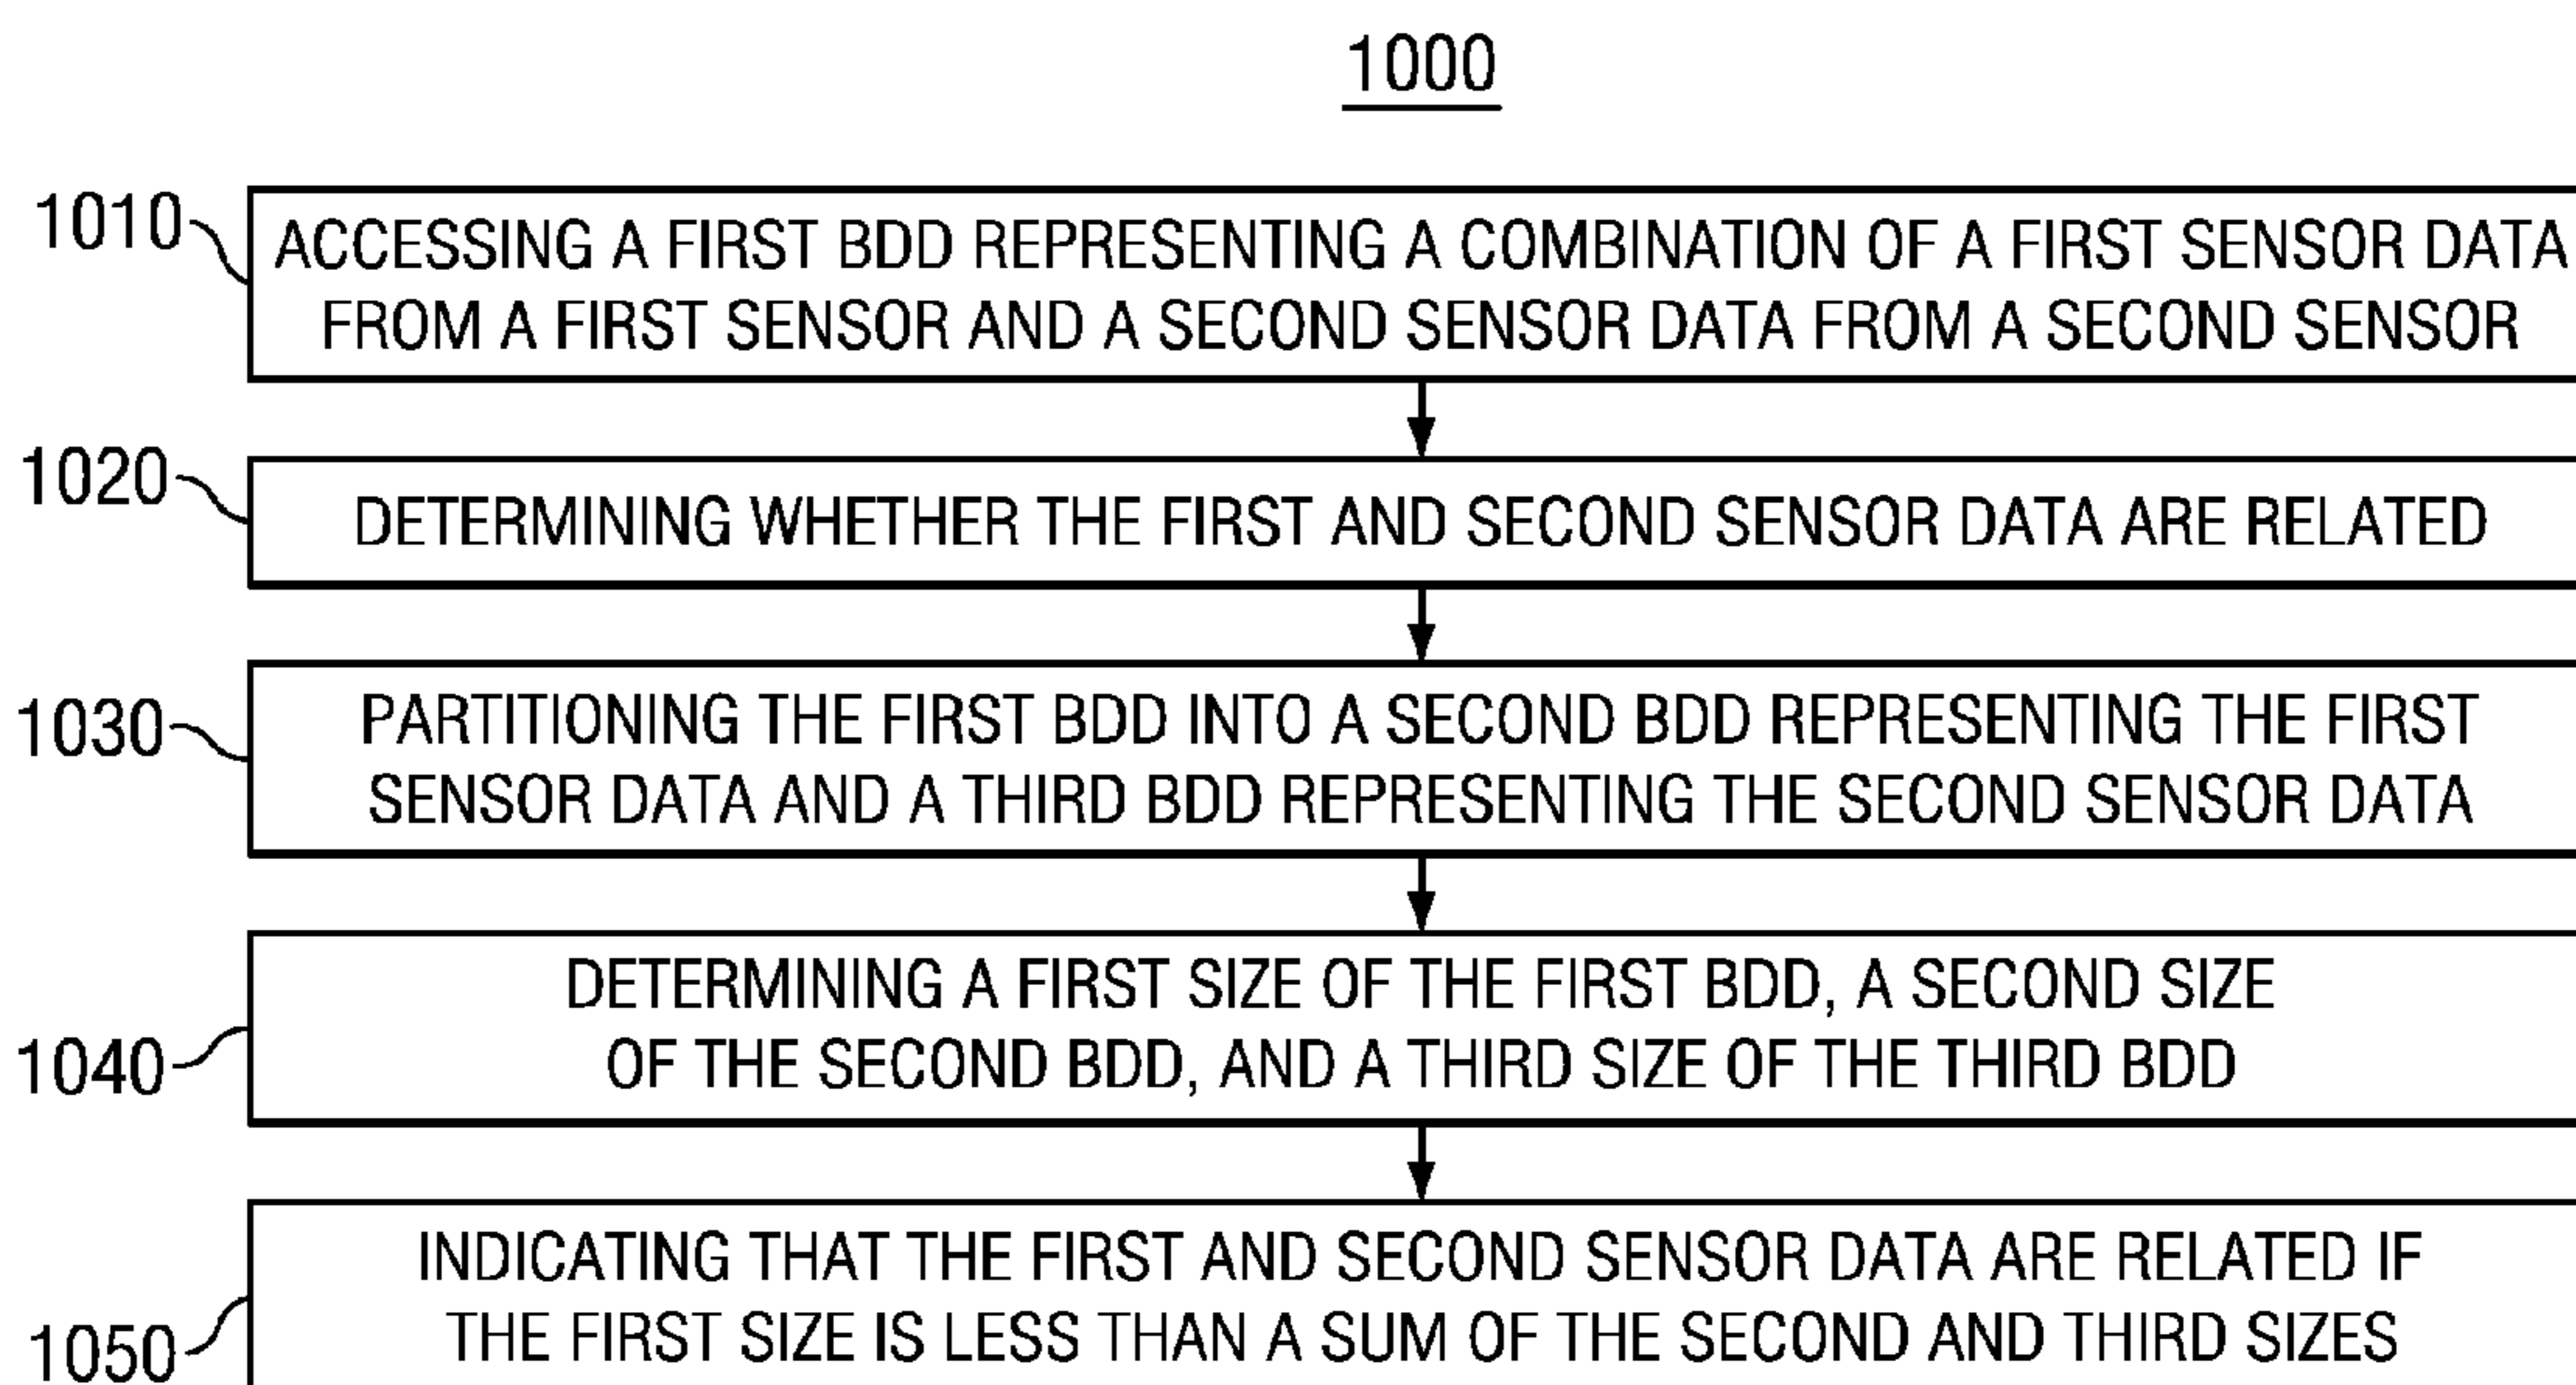 1000
1010
ACCESSING A FIRST BDD REPRESENTING A COMBINATION OF A FIRST SENSOR DATA
FROM A FIRST SENSOR AND A SECOND SENSOR DATA FROM A SECOND SENSOR
1020
DETERMINING WHETHER THE FIRST AND SECOND SENSOR DATA ARE RELATED
1030
PARTITIONING THE FIRST BDD INTO A SECOND BDD REPRESENTING THE FIRST
SENSOR DATA AND A THIRD BDD REPRESENTING THE SECOND SENSOR DATA
1040
DETERMINING A FIRST SIZE OF THE FIRST BDD, A SECOND SIZE
OF THE SECOND BDD, AND A THIRD SIZE OF THE THIRD BDD
1050
INDICATING THAT THE FIRST AND SECOND SENSOR DATA ARE RELATED IF
THE FIRST SIZE IS LESS THAN A SUM OF THE SECOND AND THIRD SIZES